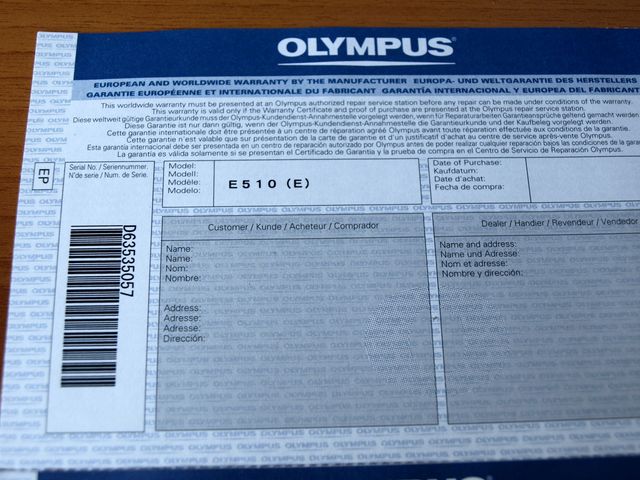 OLYMPUS
EUROPEAN AND WORLDWIDE WARRANTY BY THE MANUFACTURER EUROPA- UND WELTGARANTIE DES HERSTELLERS
GARANTIE EUROPÉENNE ET INTERNATIONALE DU FABRICANT GARANTÍA INTERNACIONAL Y EUROPEA DEL FABRICANT
This worldwide warranty must be presented at an Olympus authorized repair service station before any repair can be made under conditions of the warranty.
This warranty is valid only if the Warranty Certificate and proof of purchase are presented at the Olympus repair service station.
Diese weltweit gültige Garantieurkunde muss der Olympus-Kundendienst-Annahmestelle vorgelegt werden, wenn für Reparaturarbeiten Garantieansprüche geltend gemacht werden
Diese Garantie ist nur dann gültig, wenn der Olympus-Kundendienst-Annahmestelle die Garantieurkunde und der Kaufbeleg vorgelegt werden.
Cette garantie internationale doit être présentée à un centre de réparation agréé Olympus avant toute réparation effectuée aux conditions de la garantie.
Cette garantie n'est valable que sur présentation de la carte de garantie et d'un justificatif d'achat au centre de service après-vente Olympus.
Esta garantía internacional debe ser presentada en un centro de reparación autorizado por Olympus antes de poder realizar cualquier reparación bajo las condiciones de la gara
La garantía es válida solamente si se presentan el Certificado de Garantía y la prueba de compra en el Centro de Servicio de Reparación Olympus.
EP
Serial No. / Seriennummer.
N°de serie / Num. de Serie.
D63535057
Model:
Modell:
Modèle:
Modelo:
E510 (E)
Date of Purchase:
Kaufdatum:
Date d'achat:
Fecha de compra:
Customer / Kunde / Acheteur / Comprador
Name:
Name:
Nom:
Nombre:
Address:
Adresse:
Adresse:
Dirección:
Dealer / Händler / Revendeur / Vendedor
Name and address:
Name und Adresse:
Nom et adresse:
Nombre y dirección: